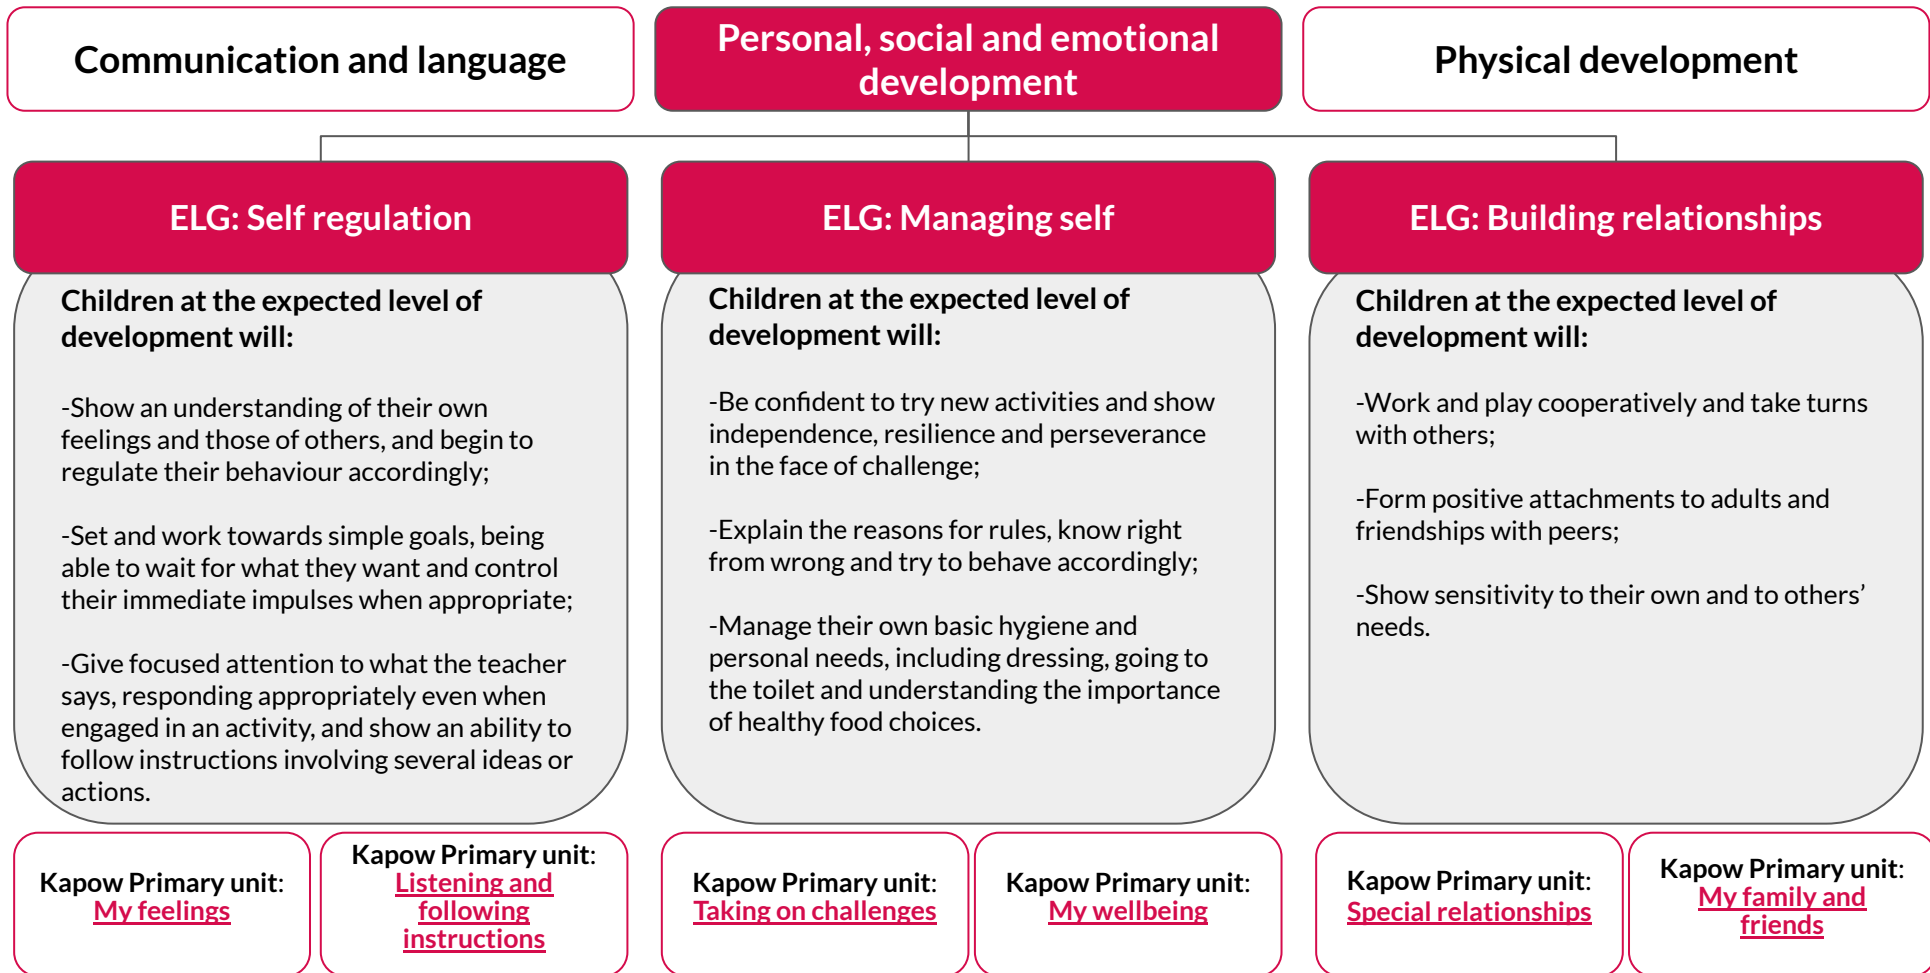 Communication and language
Personal, social and emotional
development
Physical development
ELG: Self regulation
Children at the expected level of
development will:
-Show an understanding of their own
feelings and those of others, and begin to
regulate their behaviour accordingly;
-Set and work towards simple goals, being
able to wait for what they want and control
their immediate impulses when appropriate;
-Give focused attention to what the teacher
says, responding appropriately even when
engaged in an activity, and show an ability to
follow instructions involving several ideas or
actions.
Kapow Primary unit:
My feelings
Kapow Primary unit:
Listening and
following
instructions
ELG: Managing self
Children at the expected level of
development will:
-Be confident to try new activities and show
independence, resilience and perseverance
in the face of challenge;
-Explain the reasons for rules, know right
from wrong and try to behave accordingly;
-Manage their own basic hygiene and
personal needs, including dressing, going to
the toilet and understanding the importance
of healthy food choices.
Kapow Primary unit:
Taking on challenges
Kapow Primary unit:
My wellbeing
ELG: Building relationships
Children at the expected level of
development will:
-Work and play cooperatively and take turns
with others;
-Form positive attachments to adults and
friendships with peers;
-Show sensitivity to their own and to others’
needs.
Kapow Primary unit:
Special relationships
Kapow Primary unit:
My family and
friends